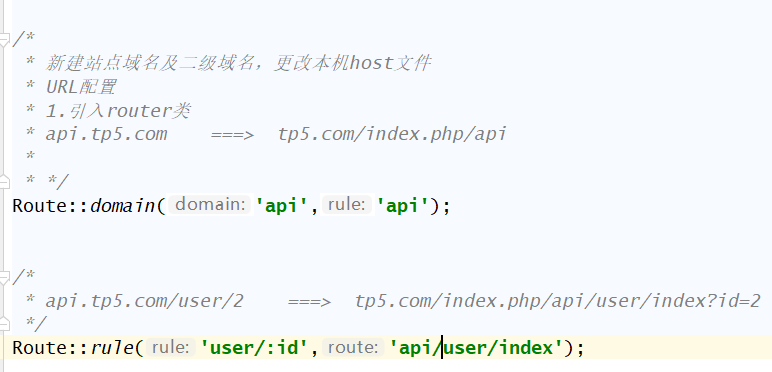 /*
* 新建站点域名及二级域名，更改本机host文件
* URL配置
* 1.引入router类
* api.tp5.com ===> tp5.com/index.php/api
*
* */
Route::domain( domain: 'api', rule: 'api');
/*
* api.tp5.com/user/2 ===> tp5.com/index.php/api/user/index?id=2
*/
Route::rule( rule: 'user/:id', route: 'api/user/index');